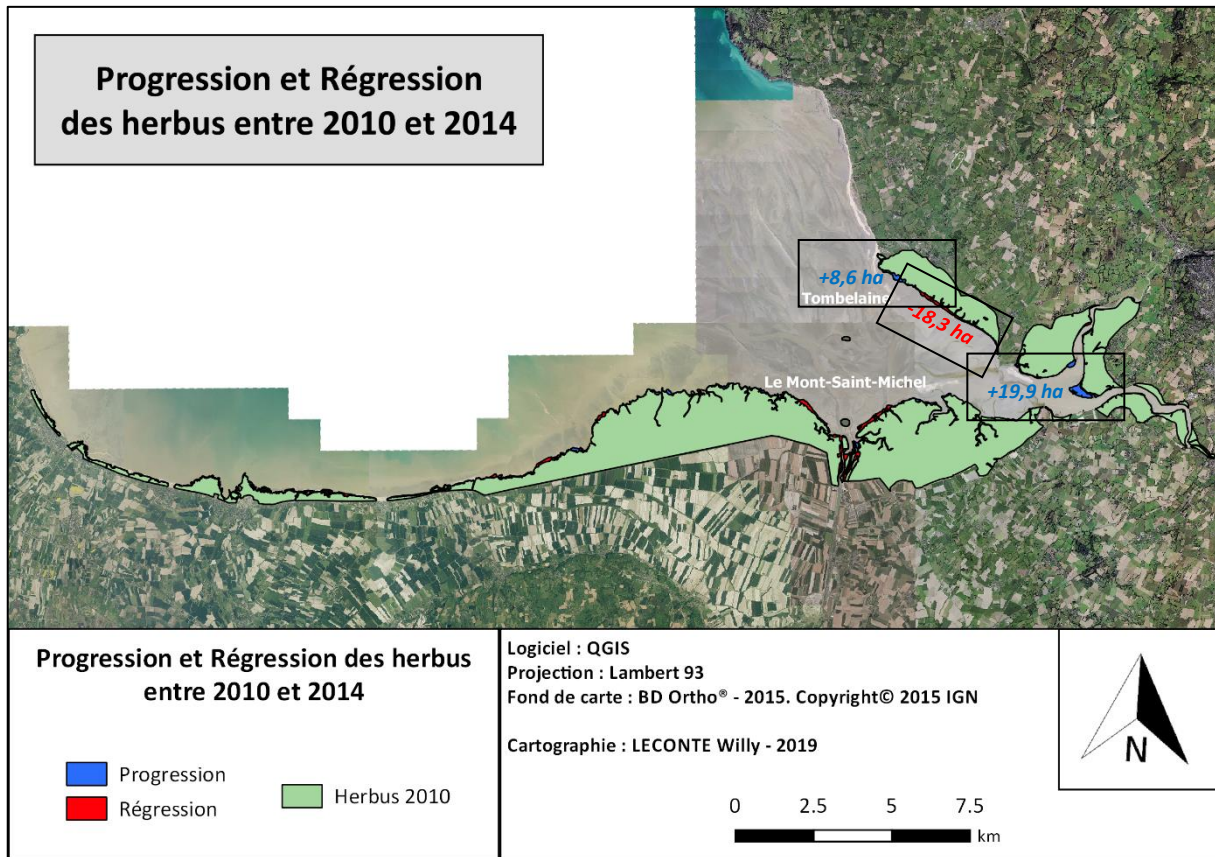 Progression et Régression
des herbus entre 2010 et 2014
+8,6 ha
Tombelaine
-18,3 ha
Le Mont-Saint-Michel
+19,9 ha
Progression et Régression des herbus
entre 2010 et 2014
Progression
Régression
Herbus 2010
Logiciel : QGIS
Projection : Lambert 93
Fond de carte : BD Ortho® - 2015. Copyright© 2015 IGN
Cartographie : LECONTE Willy - 2019
N
0 2.5 5 7.5
km